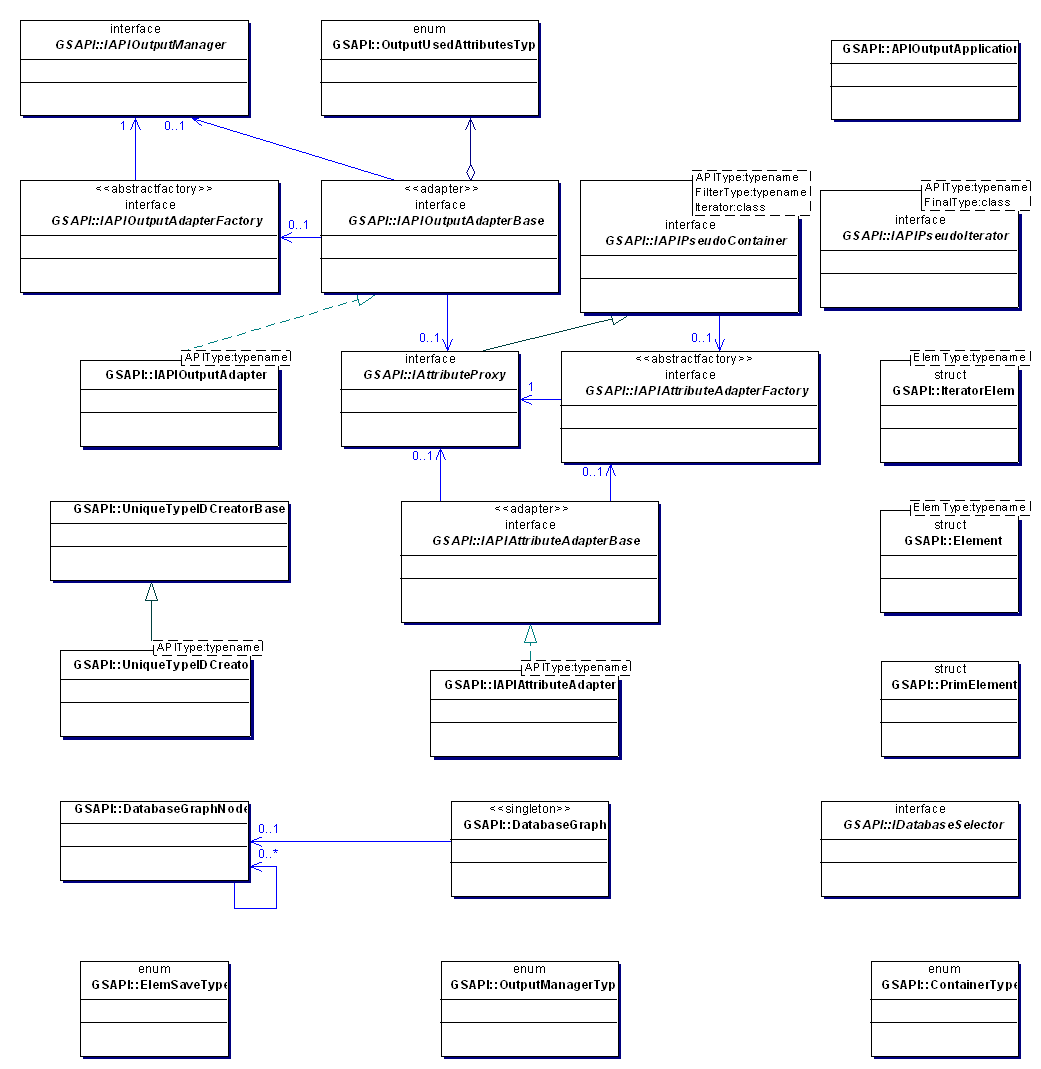 interface
GSAPI::IAPIOutputManager
enum
GSAPI::OutputUsedAttributesTyp
GSAPI::APIOutputApplication
1
0..1
<<abstractfactory>>
interface
GSAPI::IAPIOutputAdapterFactory
0..1
<<adapter>>
interface
GSAPI::IAPIOutputAdapterBase
APIType:typename
FilterType:typename
Iterator:class
interface
GSAPI::IAPIPseudoContainer
APIType:typename
FinalType:class
interface
GSAPI::IAPIPseudoIterator
0..1
0..1
APIType:typename
GSAPI::IAPIOutputAdapter
interface
GSAPI::IAttributeProxy
1
<<abstractfactory>>
interface
GSAPI::IAPIAttributeAdapterFactory
ElemType:typename
struct
GSAPI::IteratorElem
0..1
0..1
GSAPI::UniqueTypeIDCreatorBase
<<adapter>>
interface
GSAPI::IAPIAttributeAdapterBase
ElemType:typename
struct
GSAPI::Element
APIType:typename
GSAPI::UniqueTypeIDCreato
APIType:typename
GSAPI::IAPIAttributeAdapter
struct
GSAPI::PrimElement
GSAPI::DatabaseGraphNode
0..1
0..*
<<singleton>>
GSAPI::DatabaseGraph
interface
GSAPI::IDatabaseSelector
enum
GSAPI::ElemSaveType
enum
GSAPI::OutputManagerTyp
enum
GSAPI::ContainerType